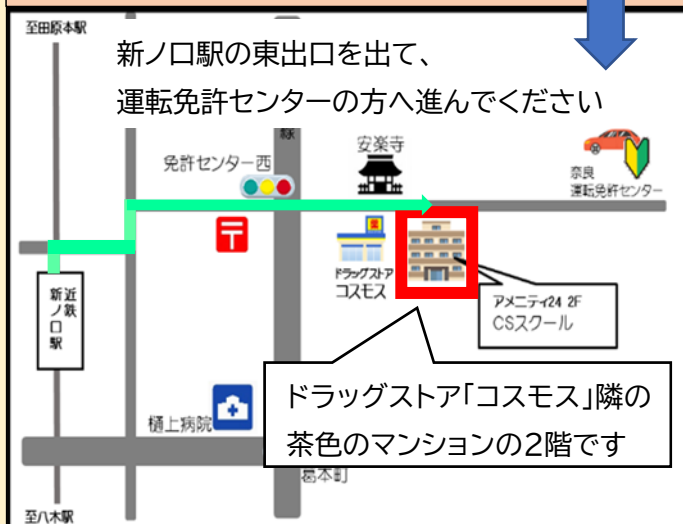 至田原本駅
新ノ口駅の東出口を出て、
運転免許センターの方へ進んでください
線
免許センター西
安楽寺
奈良
運転免許センター
ドラッグストア
コスモス
近鉄
新ノ口駅
アメニティ24 2F
CSスクール
ドラッグストア「コスモス」隣の
茶色のマンションの2階です
樋上病院
葛本町
至八木駅